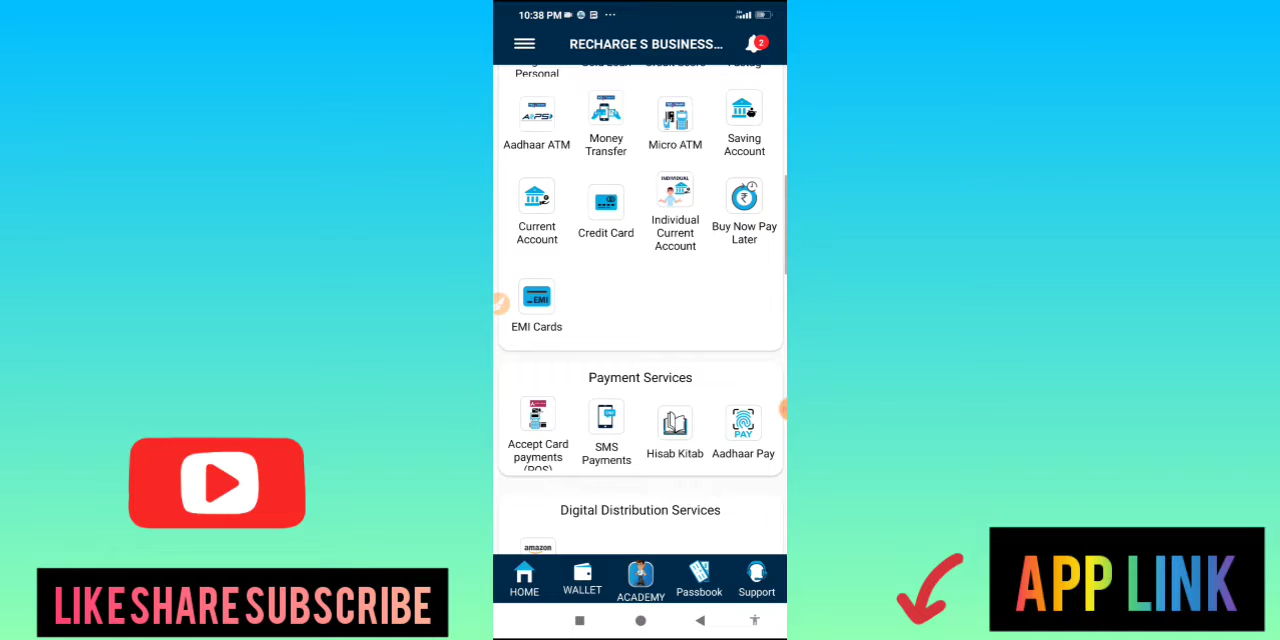 10:38 PM
RECHARGE S BUSINESS...
2
Personal
Aadhaar ATM
Money
Transfer
Micro ATM
Saving
Account
Current
Account
Credit Card
INDIVIDUAL
Individual
Current
Account
Buy Now Pay
Later
EMI
EMI Cards
Payment Services
Accept Card
payments
(POS)
SMS
Payments
Hisab Kitab
PAY
Aadhaar Pay
Digital Distribution Services
amazon
HOME
WALLET
ACADEMY
Passbook
Support
LIKE SHARE SUBSCRIBE
APP LINK